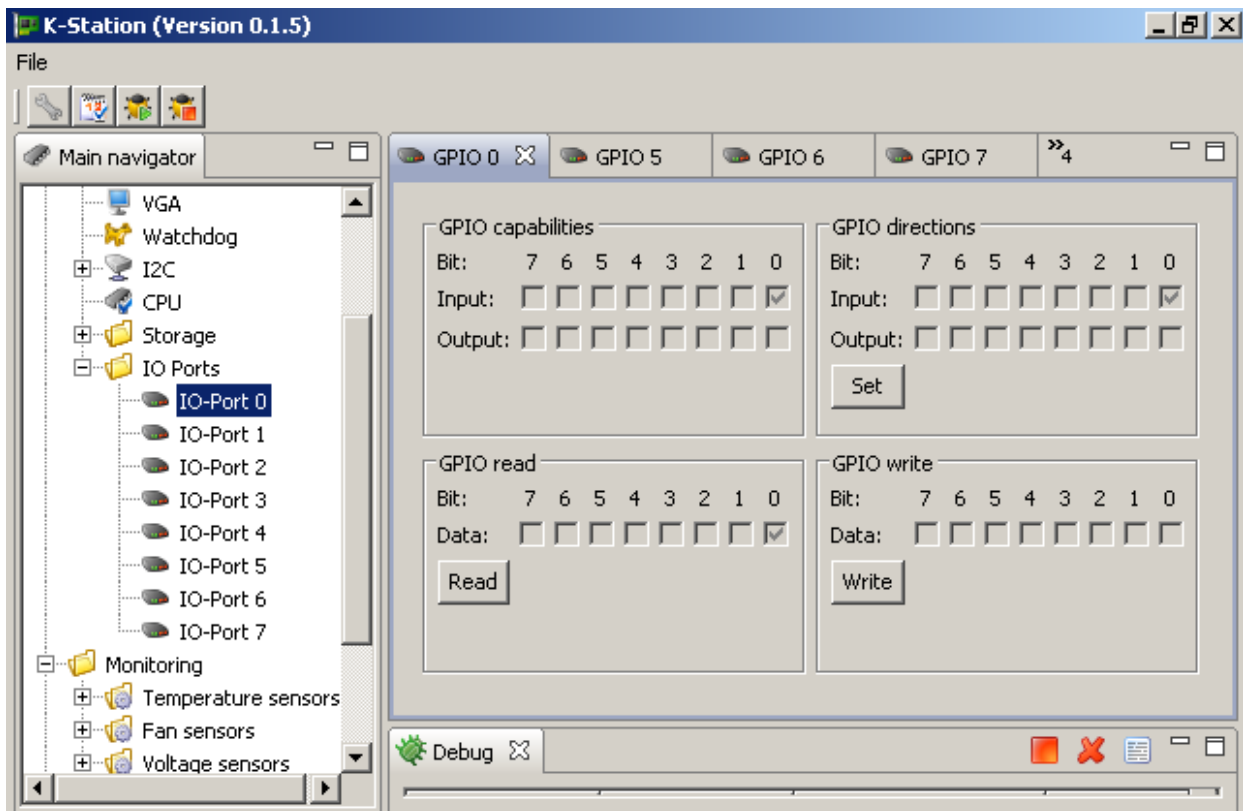 K-Station (Version 0.1.5)
File
Main navigator
VGA
Watchdog
I2C
CPU
Storage
IO Ports
IO-Port 0
IO-Port 1
IO-Port 2
IO-Port 3
IO-Port 4
IO-Port 5
IO-Port 6
IO-Port 7
Monitoring
Temperature sensors
Fan sensors
Voltage sensors
GPIO 0 GPIO 5 GPIO 6 GPIO 7 »4
GPIO capabilities
Bit: 7 6 5 4 3 2 1 0
Input:
Output:
GPIO directions
Bit: 7 6 5 4 3 2 1 0
Input:
Output:
Set
GPIO read
Bit: 7 6 5 4 3 2 1 0
Data:
Read
GPIO write
Bit: 7 6 5 4 3 2 1 0
Data:
Write
Debug